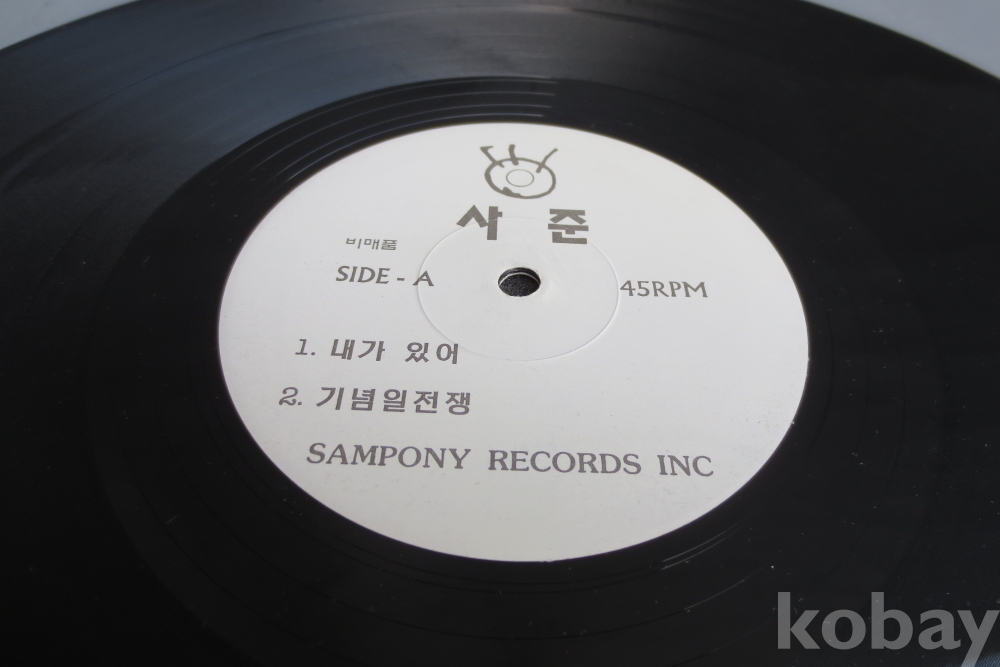 사 준
비매품
SIDE - A
45RPM
1. 내가 있어
2. 기념일전쟁
SAMPONY RECORDS INC
kobay